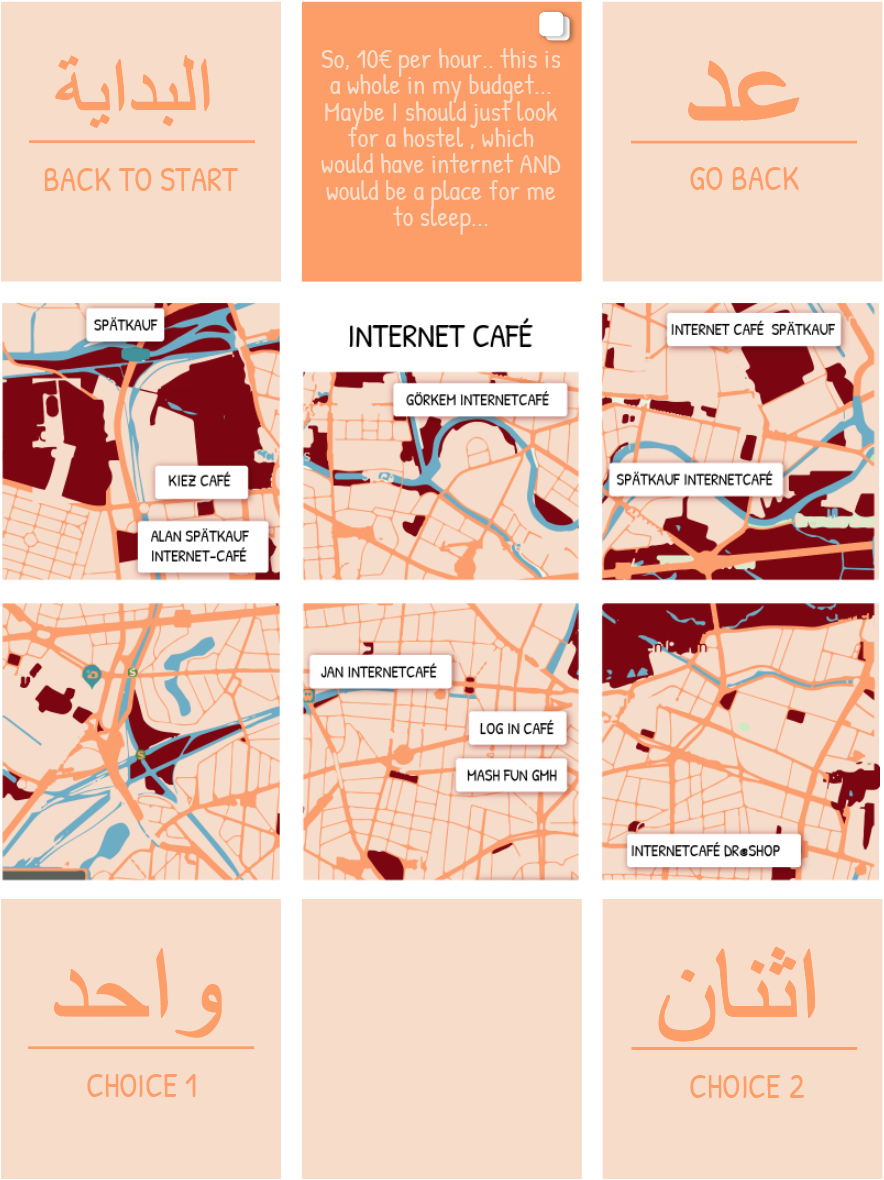 البداية
BACK TO START
So, 10€ per hour.. this is
a whole in my budget...
Maybe I should just look
for a hostel , which
would have internet AND
would be a place for me
to sleep...
عد
GO BACK
SPÄTKAUF
KIEZ CAFÉ
ALAN SPÄTKAUF
INTERNET-CAFÉ
INTERNET CAFÉ
GÖRKEM INTERNETCAFÉ
INTERNET CAFÉ SPÄTKAUF
SPÄTKAUF INTERNETCAFÉ
S
JAN INTERNETCAFÉ
LOG IN CAFÉ
MASH FUN GMH
INTERNETCAFÉ DR@SHOP
واحد
CHOICE 1
اثنان
CHOICE 2